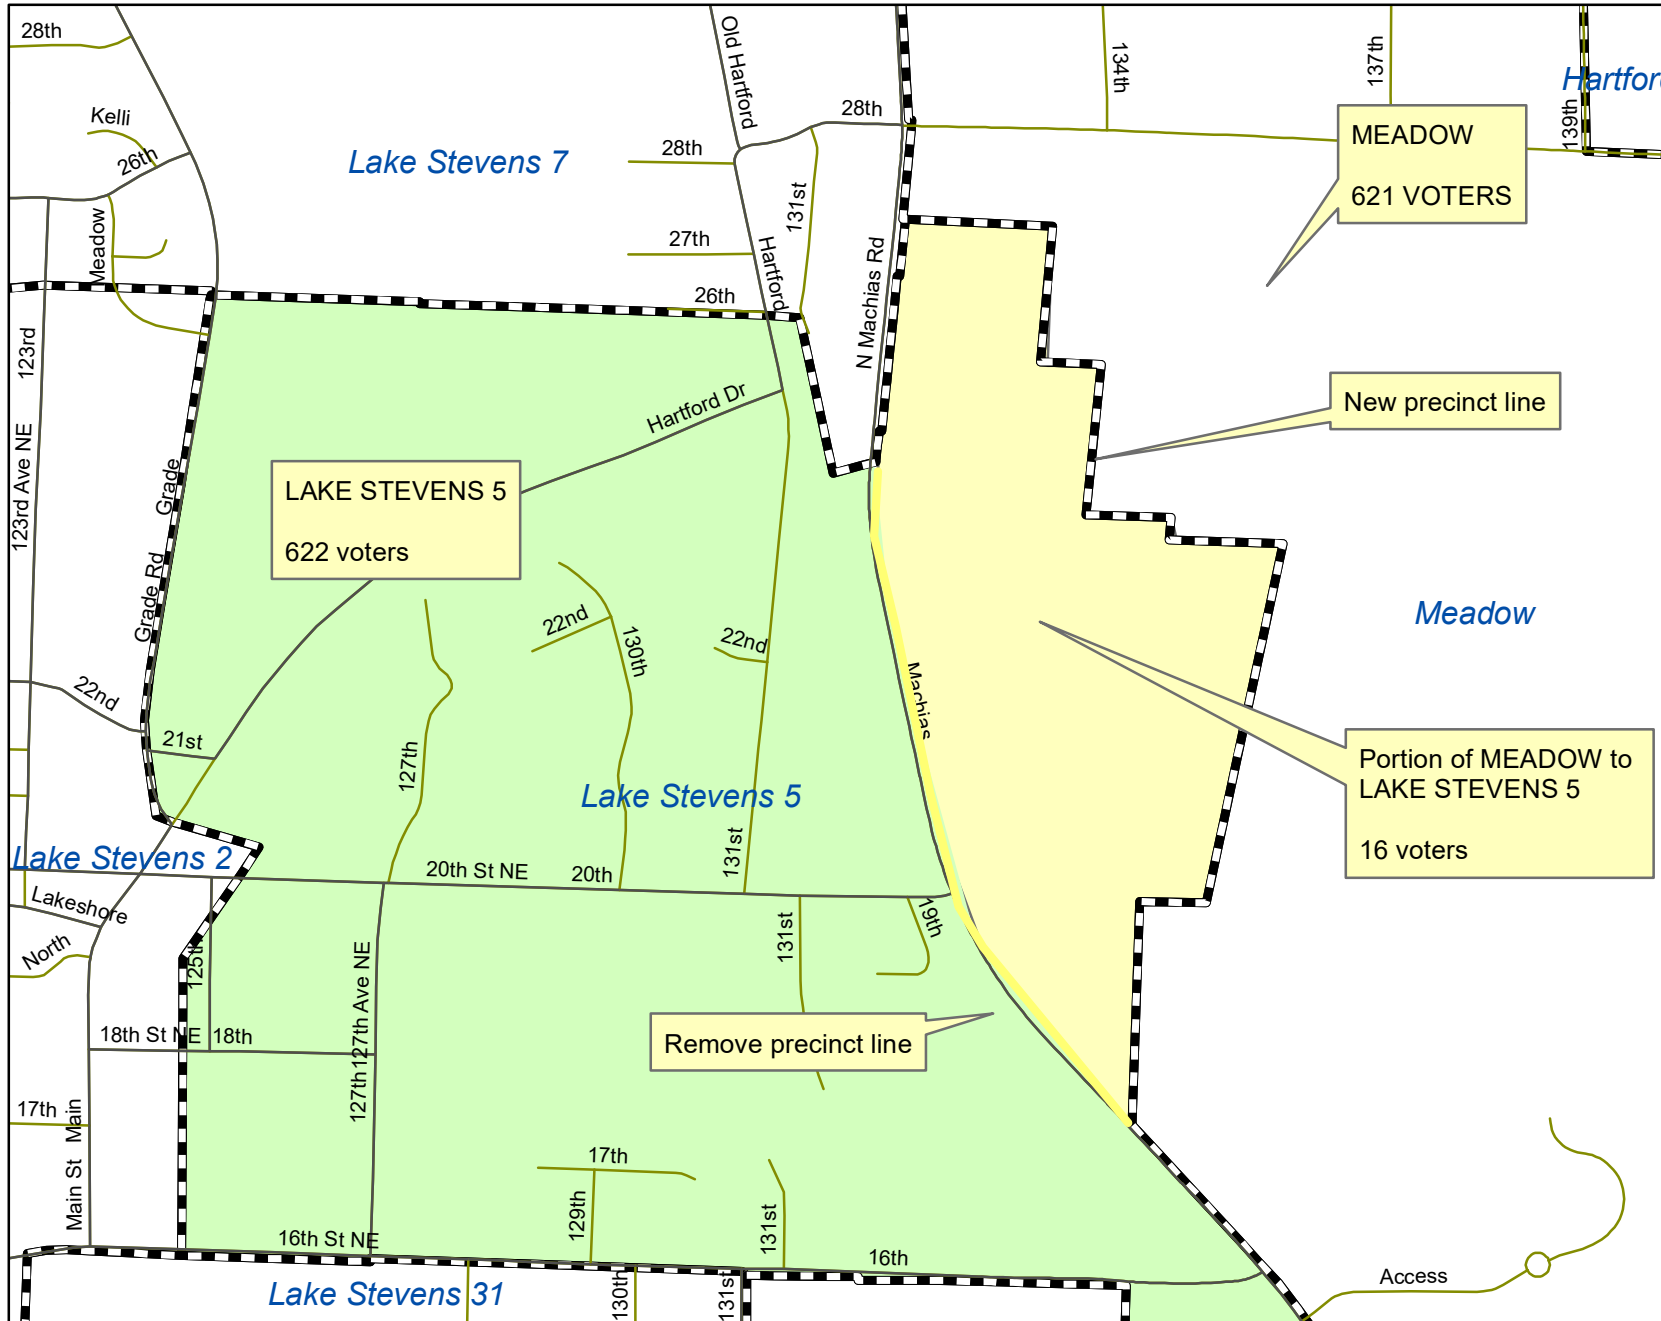 28th
Old Hartford
134th
137th
Hartfor
139th
Kelli
26th
Lake Stevens 7
28th
28th
131st
MEADOW
621 VOTERS
Meadow
27th
Hartford
N Machias Rd
26th
123rd
Hartford Dr
New precinct line
123rd Ave NE
Grade
LAKE STEVENS 5
622 voters
Grade Rd
22nd
130th
22nd
Meadow
Machias
22nd
21st
127th
Lake Stevens 5
Portion of MEADOW to
LAKE STEVENS 5
16 voters
131st
Lake Stevens 2
20th St NE
20th
Lakeshore
North
125th
127th Ave NE
131st
19th
18th St NE
18th
Remove precinct line
127th
17th
Main
Main St
17th
129th
131st
16th St NE
16th
Lake Stevens 31
130th
131st
Access